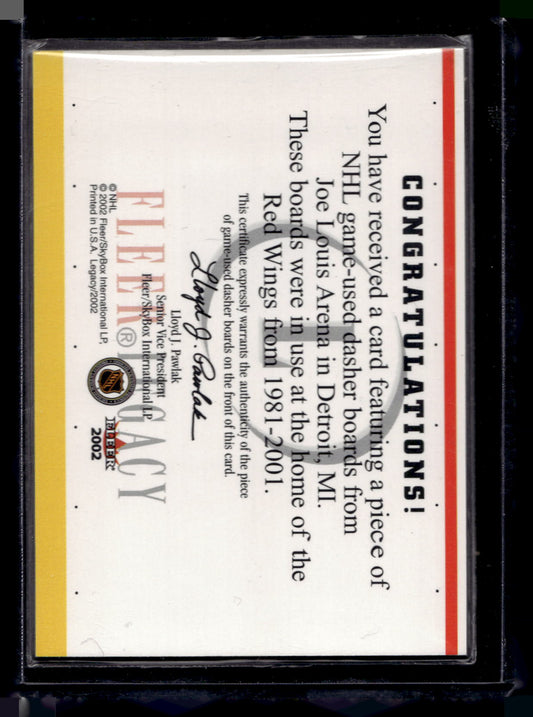 CONGRATULATIONS!
You have received a card featuring a piece of
NHL game-used dasher boards from
Joe Louis Arena in Detroit, MI.
These boards were in use at the home of the
Red Wings from 1981-2001.
This certificate expressly warrants the authenticity of the piece
of game-used dasher boards on the front of this card.
Lloyd J. Pawlak
Lloyd J. Pawlak
Senior Vice President
Fleer/SkyBox International LP
FLEER® LEGACY
© NHL
© 2002 Fleer/SkyBox International LP,
Printed in U.S.A. Legacy/2002
NHL
FLEER
2002